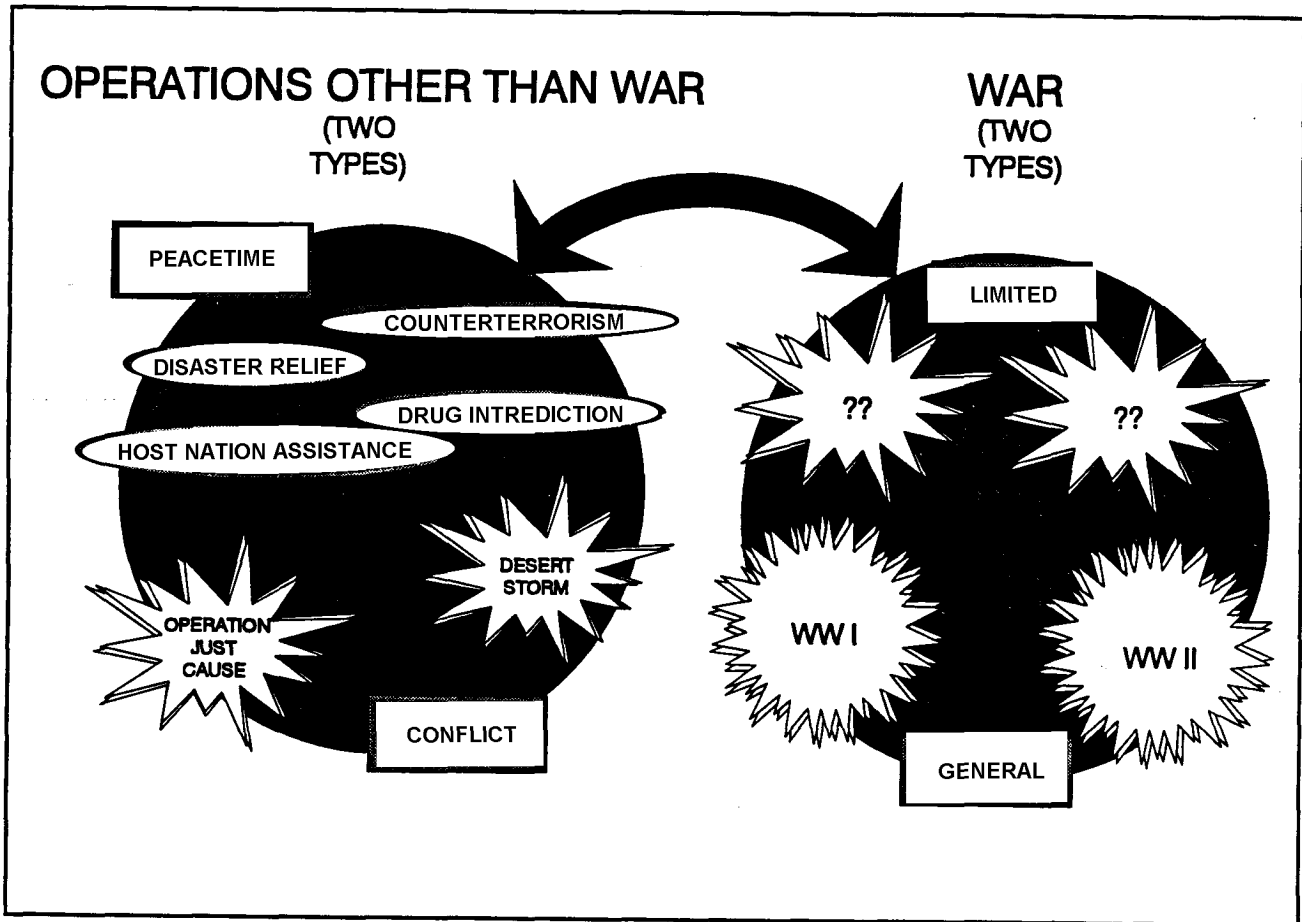 OPERATIONS OTHER THAN WAR
(TWO
TYPES)
WAR
(TWO
TYPES)
PEACETIME
COUNTERTERRORISM
DISASTER RELIEF
DRUG INTREDICTION
HOST NATION ASSISTANCE
DESERT
STORM
OPERATION
JUST
CAUSE
CONFLICT
LIMITED
??
??
WW I
WW II
GENERAL